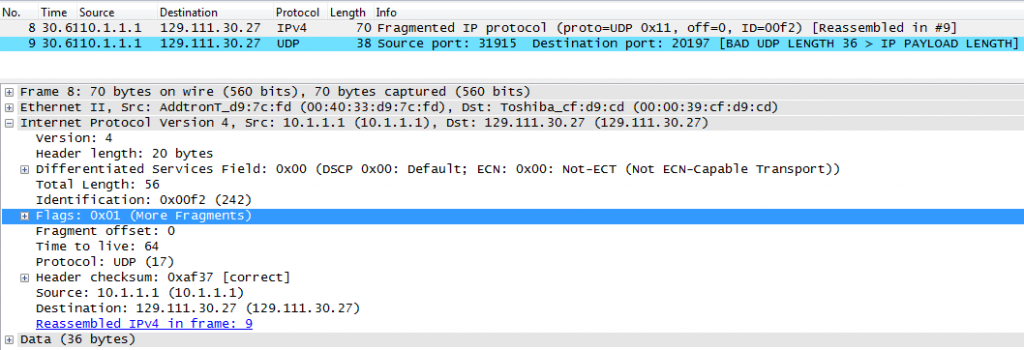 No. Time Source Destination Protocol Length Info
8 30.6110.1.1.1 129.111.30.27 IPv4 70 Fragmented IP protocol (proto=UDP 0x11, off=0, ID=00f2) [Reassembled in #9]
9 30.6110.1.1.1 129.111.30.27 UDP 38 Source port: 31915 Destination port: 20197 [BAD UDP LENGTH 36 > IP PAYLOAD LENGTH]
Frame 8: 70 bytes on wire (560 bits), 70 bytes captured (560 bits)
Ethernet II, Src: AddtronT_d9:7c:fd (00:40:33:d9:7c:fd), Dst: Toshiba_cf:d9:cd (00:00:39:cf:d9:cd)
Internet Protocol Version 4, Src: 10.1.1.1 (10.1.1.1), Dst: 129.111.30.27 (129.111.30.27)
Version: 4
Header length: 20 bytes
Differentiated Services Field: 0x00 (DSCP 0x00: Default; ECN: 0x00: Not-ECT (Not ECN-Capable Transport))
Total Length: 56
Identification: 0x00f2 (242)
Flags: 0x01 (More Fragments)
Fragment offset: 0
Time to live: 64
Protocol: UDP (17)
Header checksum: 0xaf37 [correct]
Source: 10.1.1.1 (10.1.1.1)
Destination: 129.111.30.27 (129.111.30.27)
Reassembled IPv4 in frame: 9
Data (36 bytes)